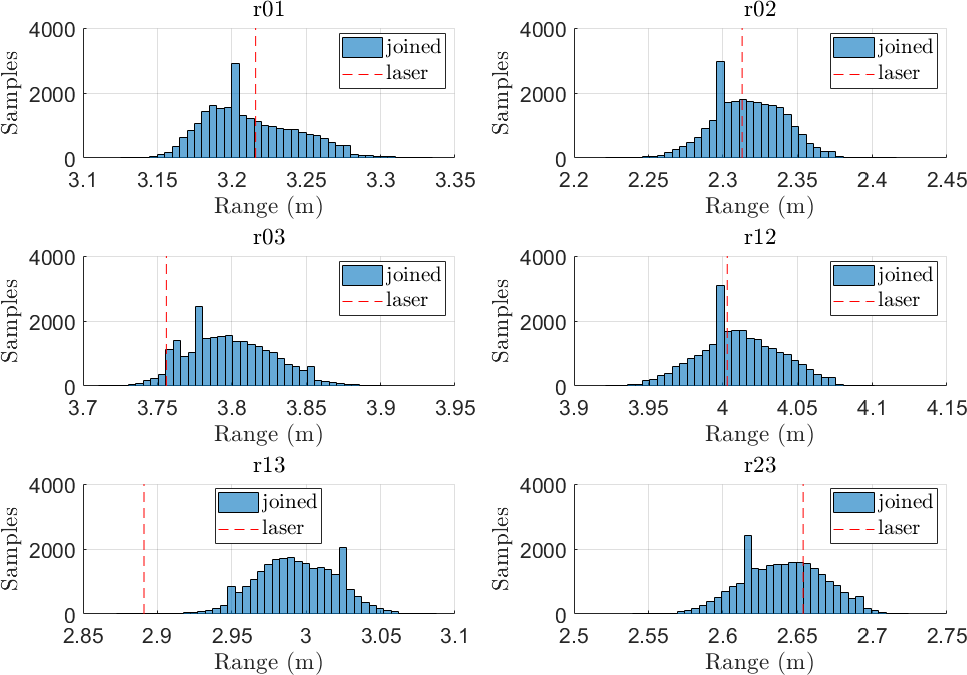 r01
4000
2000
0
Samples
joined
laser
3.1 3.15 3.2 3.25 3.3 3.35
Range (m)
r02
4000
2000
0
Samples
joined
laser
2.2 2.25 2.3 2.35 2.4 2.45
Range (m)
r03
4000
2000
0
Samples
joined
laser
3.7 3.75 3.8 3.85 3.9 3.95
Range (m)
r12
4000
2000
0
Samples
joined
laser
3.9 3.95 4 4.05 4.1 4.15
Range (m)
r13
4000
2000
0
Samples
joined
laser
2.85 2.9 2.95 3 3.05 3.1
Range (m)
r23
4000
2000
0
Samples
joined
laser
2.5 2.55 2.6 2.65 2.7 2.75
Range (m)